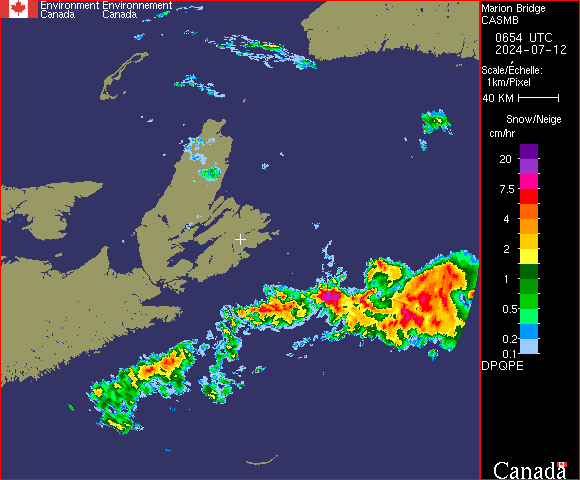 Environment Environnement
Canada Canada
Marion Bridge
CASMB
0654 UTC
2024-07-12
Scale/Échelle:
1km/Pixel
40 KM
Snow/Neige
cm/hr
20
7.5
4
2
1
0.5
0.2
0.1
DPQPE
Canada